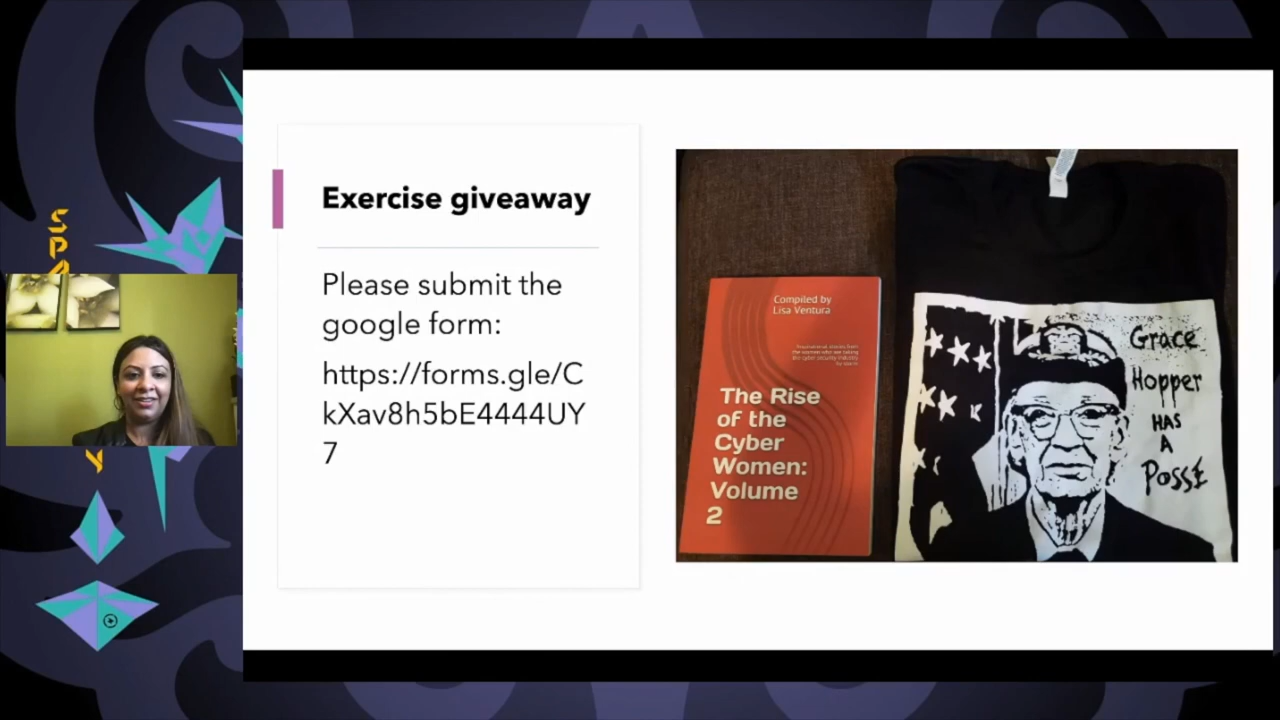 Exercise giveaway
Please submit the
google form:
https://forms.gle/C
kXav8h5bE4444UY
7
Compiled by
Lisa Ventura
The Rise
of the
Cyber
Women:
Volume
2
Grace
Hopper
HAS
A
POSSE
SPA
Y